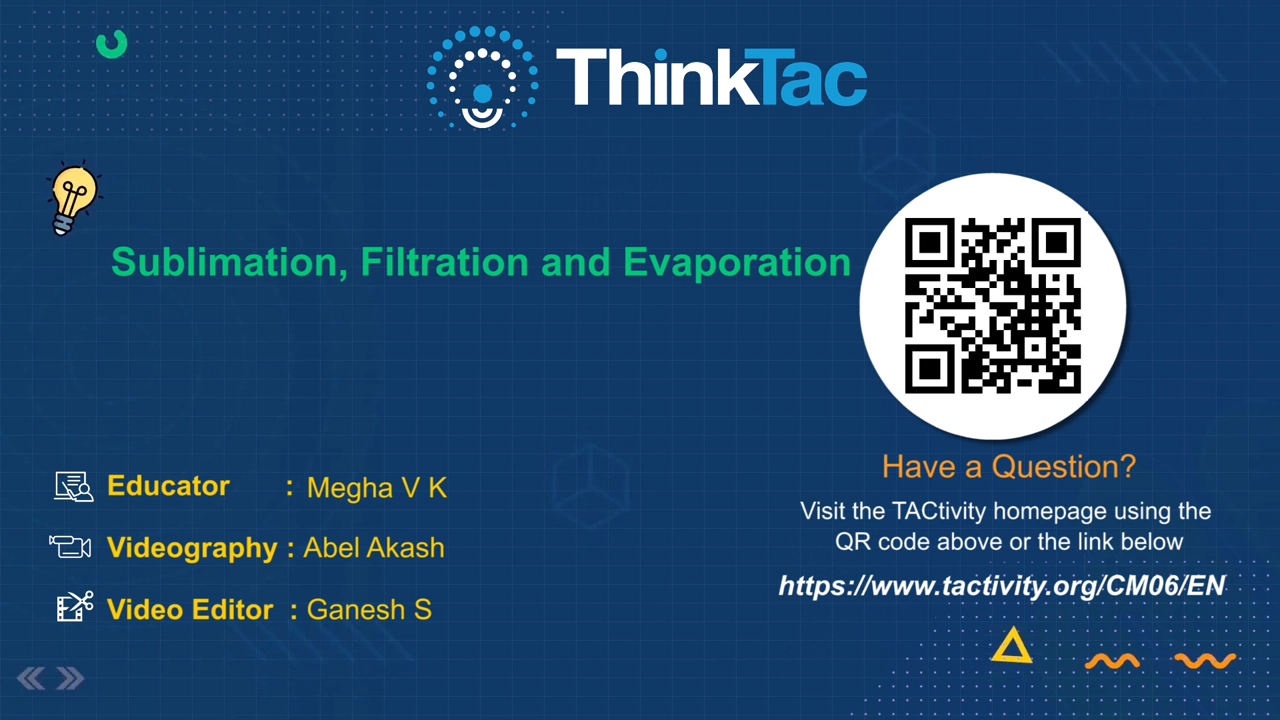 ThinkTac
Sublimation, Filtration and Evaporation
Educator : Megha V K
Videography : Abel Akash
Video Editor : Ganesh S
Have a Question?
Visit the TACtivity homepage using the
QR code above or the link below
https://www.tactivity.org/CM06/EN